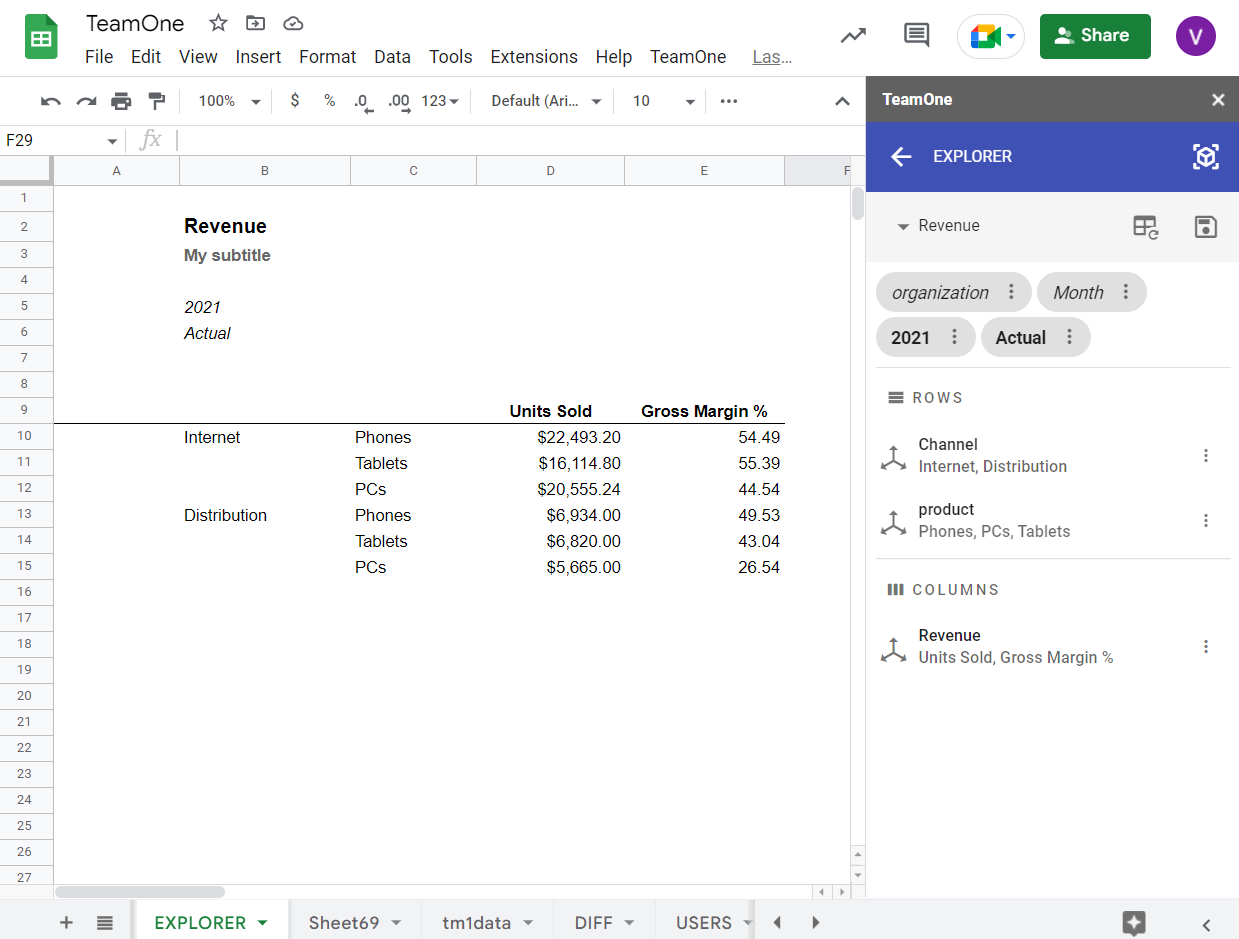 TeamOne
File Edit View Insert Format Data Tools Extensions Help TeamOne Las...
Share
V
100% $ % .0 .00 123 Default (Ari... 10
F29 fx
A B C D E F
1
2 Revenue
3 My subtitle
4
5 2021
6 Actual
7
8
9 Units Sold Gross Margin %
10 Internet Phones $22,493.20 54.49
11 Tablets $16,114.80 55.39
12 PCs $20,555.24 44.54
13 Distribution Phones $6,934.00 49.53
14 Tablets $6,820.00 43.04
15 PCs $5,665.00 26.54
16
17
18
19
20
21
22
23
24
25
26
27
EXPLORER Sheet69 tm1data DIFF USERS
TeamOne
EXPLORER
Revenue
organization Month
2021 Actual
ROWS
Channel
Internet, Distribution
product
Phones, PCs, Tablets
COLUMNS
Revenue
Units Sold, Gross Margin %